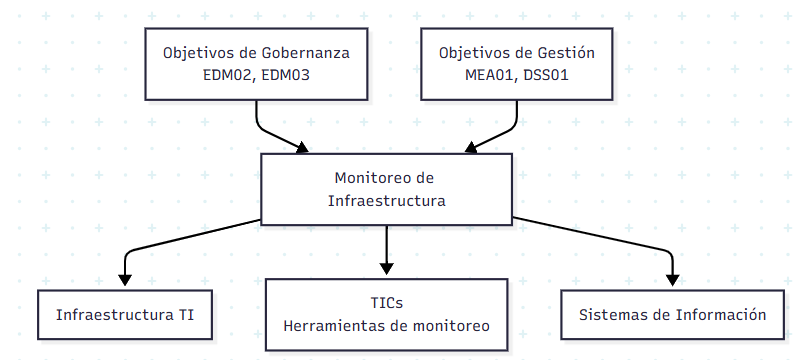 Objetivos de Gobernanza
EDM02, EDM03
Objetivos de Gestión
MEA01, DSS01
Monitoreo de
Infraestructura
Infraestructura TI
TICs
Herramientas de monitoreo
Sistemas de Información